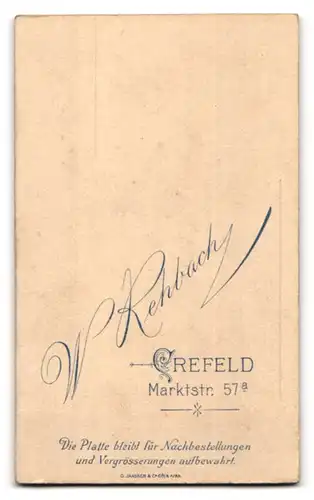 W Rehbach
CREFELD
Marktstr. 57ª
Die Platte bleibt für Nachbestellungen
und Vergrösserungen aufbewahrt.